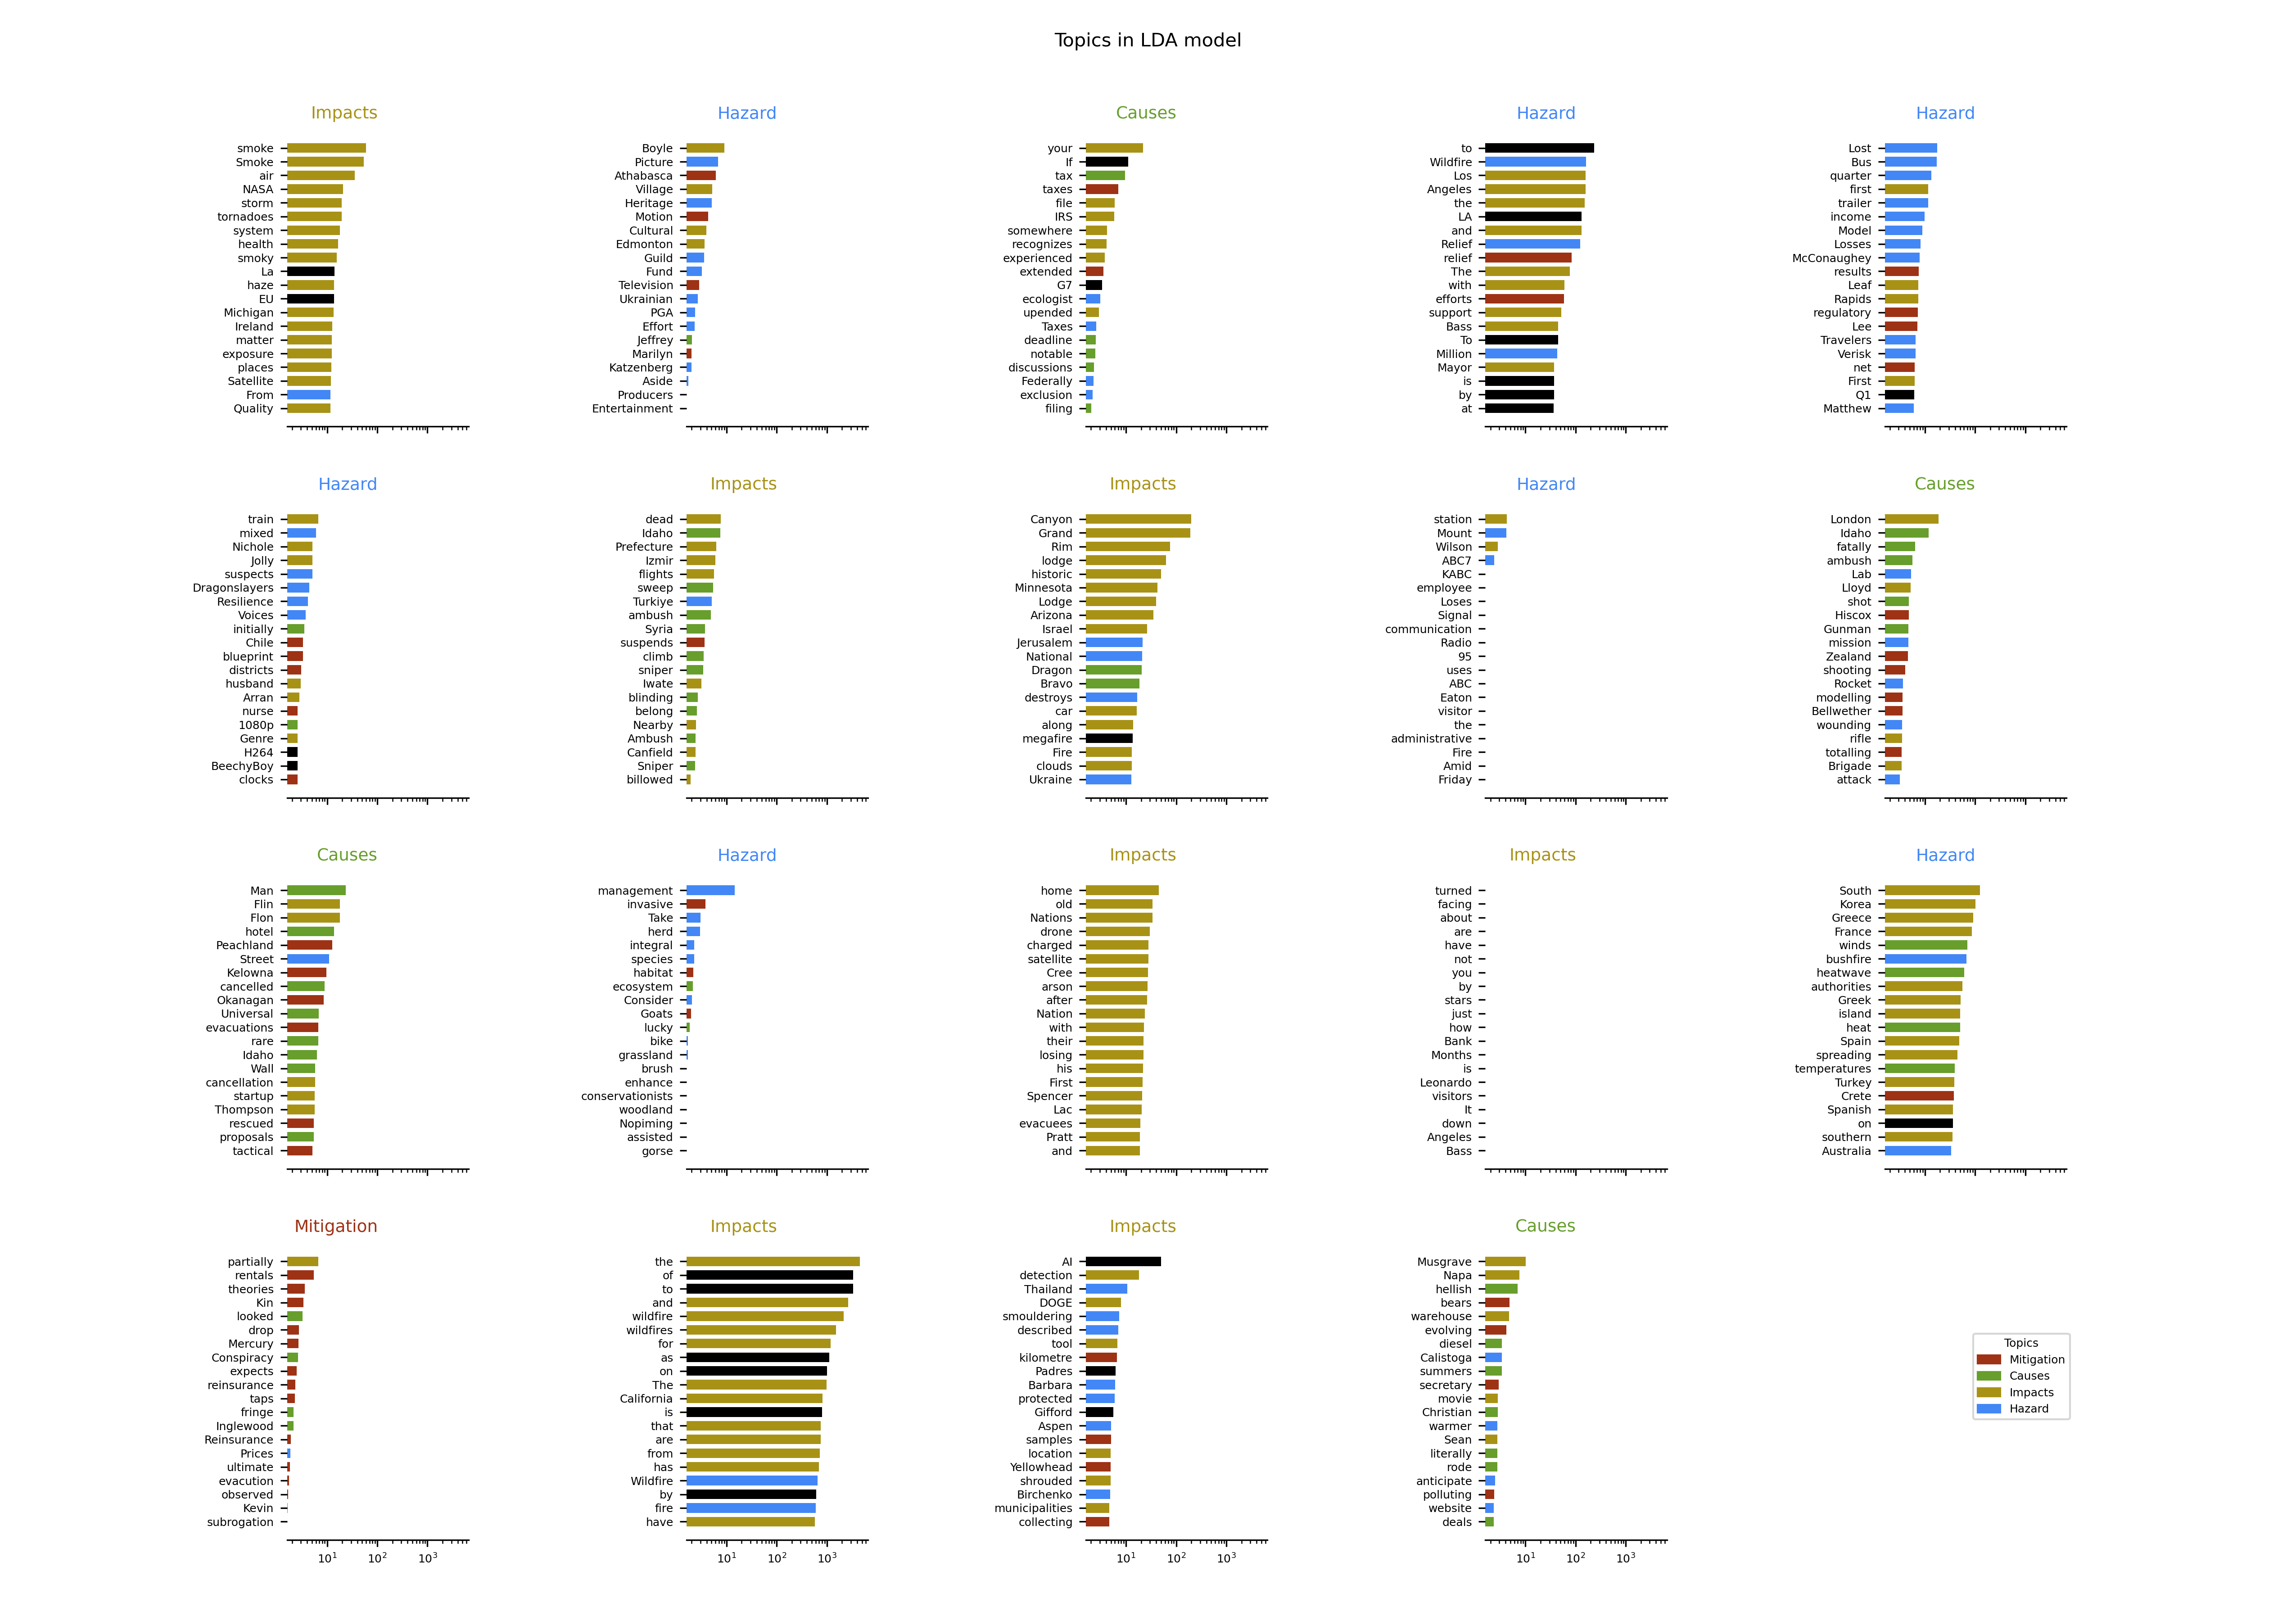 Topics in LDA model
Impacts
smoke
Smoke
air
NASA
storm
tornadoes
system
health
smoky
La
haze
EU
Michigan
Ireland
matter
exposure
places
Satellite
From
Quality
Hazard
Boyle
Picture
Athabasca
Village
Heritage
Motion
Cultural
Edmonton
Guild
Fund
Television
Ukrainian
PGA
Effort
Jeffrey
Marilyn
Katzenberg
Aside
Producers
Entertainment
Causes
your
If
tax
taxes
file
IRS
somewhere
recognizes
experienced
extended
G7
ecologist
upended
Taxes
deadline
notable
discussions
Federally
exclusion
filing
Hazard
to
Wildfire
Los
Angeles
the
LA
and
Relief
relief
The
with
efforts
support
Bass
To
Million
Mayor
is
by
at
Hazard
Lost
Bus
quarter
first
trailer
income
Model
Losses
McConaughey
results
Leaf
Rapids
regulatory
Lee
Travelers
Verisk
net
First
Q1
Matthew
Hazard
train
mixed
Nichole
Jolly
suspects
Dragonslayers
Resilience
Voices
initially
Chile
blueprint
districts
husband
Arran
nurse
1080p
Genre
H264
BeechyBoy
clocks
Impacts
dead
Idaho
Prefecture
Izmir
flights
sweep
Turkiye
ambush
Syria
suspends
climb
sniper
Iwate
blinding
belong
Nearby
Ambush
Canfield
Sniper
billowed
Impacts
Canyon
Grand
Rim
lodge
historic
Minnesota
Lodge
Arizona
Israel
Jerusalem
National
Dragon
Bravo
destroys
car
along
megafire
Fire
clouds
Ukraine
Hazard
station
Mount
Wilson
ABC7
KABC
employee
Loses
Signal
communication
Radio
95
uses
ABC
Eaton
visitor
the
administrative
Fire
Amid
Friday
Causes
London
Idaho
fatally
ambush
Lab
Lloyd
shot
Hiscox
Gunman
mission
Zealand
shooting
Rocket
modelling
Bellwether
wounding
rifle
totalling
Brigade
attack
Causes
Man
Flin
Flon
hotel
Peachland
Street
Kelowna
cancelled
Okanagan
Universal
evacuations
rare
Idaho
Wall
cancellation
startup
Thompson
rescued
proposals
tactical
Hazard
management
invasive
Take
herd
integral
species
habitat
ecosystem
Consider
Goats
lucky
bike
grassland
brush
enhance
conservationists
woodland
Nopiming
assisted
gorse
Impacts
home
old
Nations
drone
charged
satellite
Cree
arson
after
Nation
with
their
losing
his
First
Spencer
Lac
evacuees
Pratt
and
Impacts
turned
facing
about
are
have
not
you
by
stars
just
how
Bank
Months
is
Leonardo
visitors
It
down
Angeles
Bass
Hazard
South
Korea
Greece
France
winds
bushfire
heatwave
authorities
Greek
island
heat
Spain
spreading
temperatures
Turkey
Crete
Spanish
on
southern
Australia
Mitigation
partially
rentals
theories
Kin
looked
drop
Mercury
Conspiracy
expects
reinsurance
taps
fringe
Inglewood
Reinsurance
Prices
ultimate
evacution
observed
Kevin
subrogation
10¹ 10² 10³
Impacts
the
of
to
and
wildfire
wildfires
for
as
on
The
California
is
that
are
from
has
Wildfire
by
fire
have
10¹ 10² 10³
Impacts
AI
detection
Thailand
DOGE
smouldering
described
tool
kilometre
Padres
Barbara
protected
Gifford
Aspen
samples
location
Yellowhead
shrouded
Birchenko
municipalities
collecting
10¹ 10² 10³
Causes
Musgrave
Napa
hellish
bears
warehouse
evolving
diesel
Calistoga
summers
secretary
movie
Christian
warmer
Sean
literally
rode
anticipate
polluting
website
deals
10¹ 10² 10³
Topics
Mitigation
Causes
Impacts
Hazard